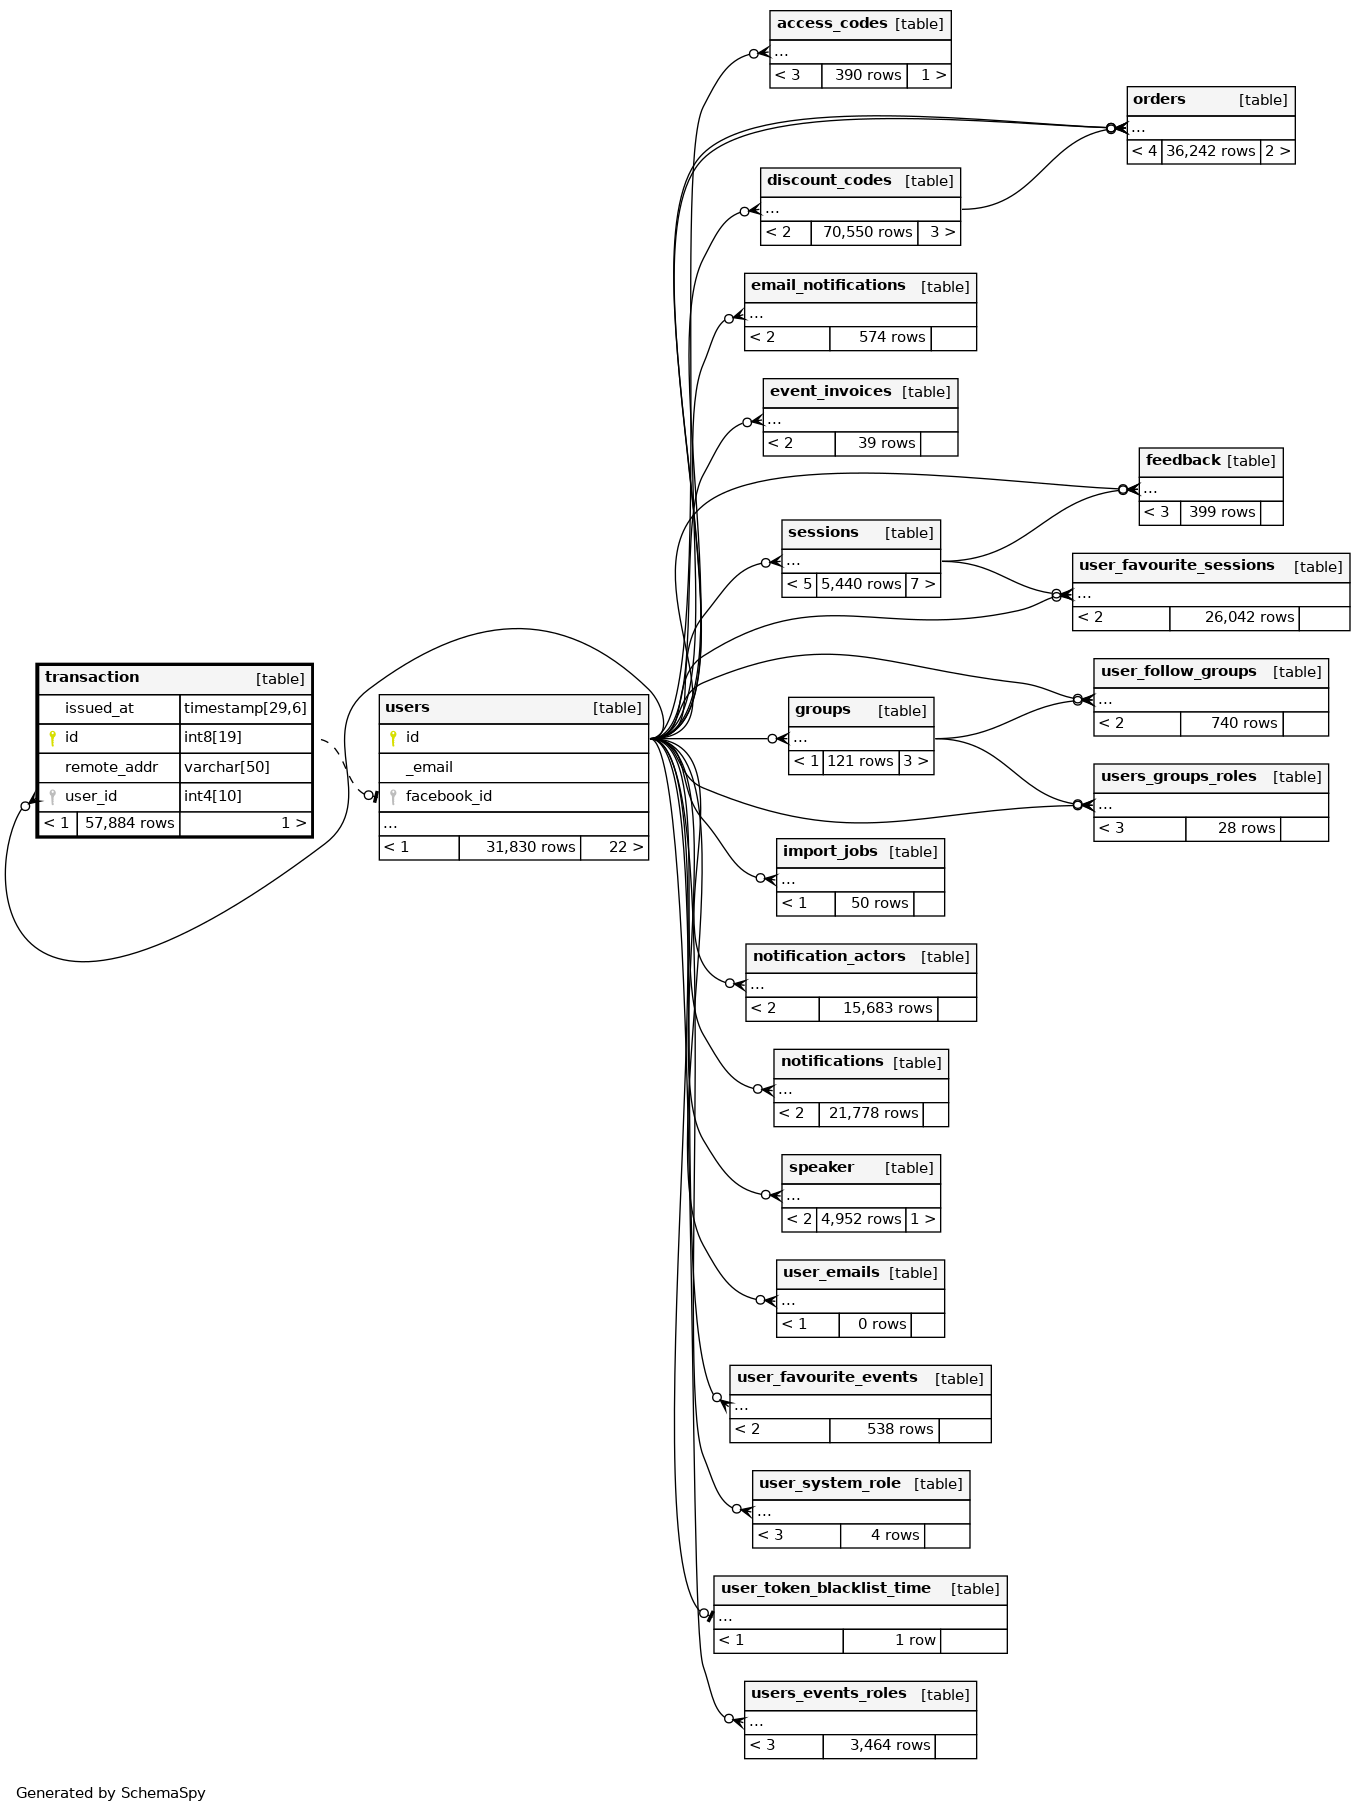 access_codes [table]
...
< 3 390 rows 1 >
orders [table]
...
< 4 36,242 rows 2 >
discount_codes [table]
...
< 2 70,550 rows 3 >
email_notifications [table]
...
< 2 574 rows
event_invoices [table]
...
< 2 39 rows
feedback [table]
...
< 3 399 rows
sessions [table]
...
< 5 5,440 rows 7 >
user_favourite_sessions [table]
...
< 2 26,042 rows
transaction [table]
issued_at timestamp[29,6]
id int8[19]
remote_addr varchar[50]
user_id int4[10]
< 1 57,884 rows 1 >
users [table]
id
_email
facebook_id
...
< 1 31,830 rows 22 >
user_follow_groups [table]
...
< 2 740 rows
groups [table]
...
< 1 121 rows 3 >
users_groups_roles [table]
...
< 3 28 rows
import_jobs [table]
...
< 1 50 rows
notification_actors [table]
...
< 2 15,683 rows
notifications [table]
...
< 2 21,778 rows
speaker [table]
...
< 2 4,952 rows 1 >
user_emails [table]
...
< 1 0 rows
user_favourite_events [table]
...
< 2 538 rows
user_system_role [table]
...
< 3 4 rows
user_token_blacklist_time [table]
...
< 1 1 row
users_events_roles [table]
...
< 3 3,464 rows
Generated by SchemaSpy